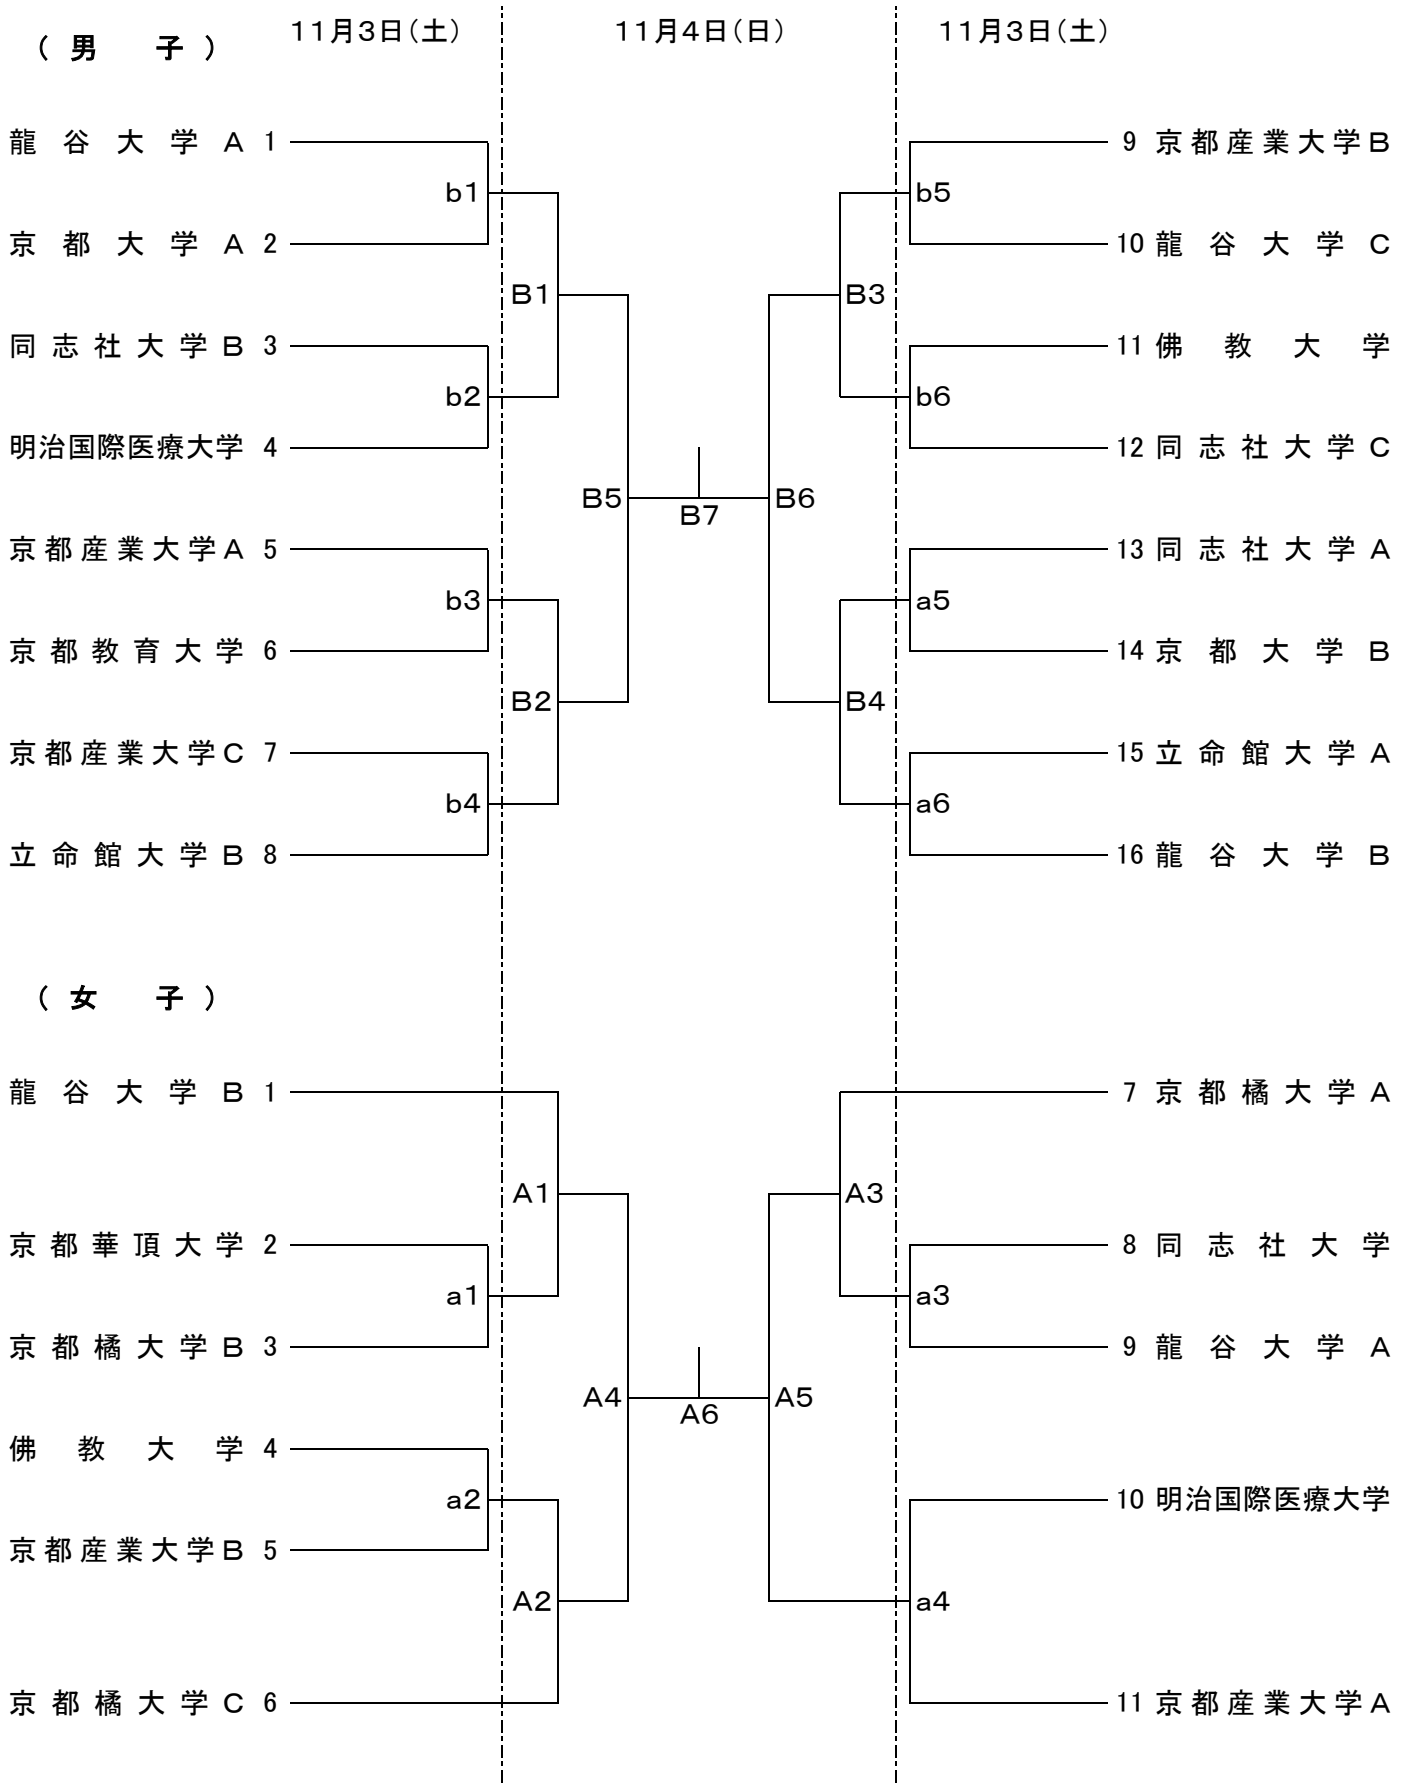 （男　子）　11月3日（土）　11月4日（日）　11月3日（土）
龍谷大学A 1　9 京都産業大学B
b1　b5
京都大学A 2　10 龍谷大学C
B1　B3
同志社大学B 3　11 佛教大学
b2　b6
明治国際医療大学 4　12 同志社大学C
B5　B7　B6
京都産業大学A 5　13 同志社大学A
b3　a5
京都教育大学 6　14 京都大学B
B2　B4
京都産業大学C 7　15 立命館大学A
b4　a6
立命館大学B 8　16 龍谷大学B
（女　子）
龍谷大学B 1　7 京都橘大学A
A1　A3
京都華頂大学 2　8 同志社大学
a1　a3
京都橘大学B 3　9 龍谷大学A
A4　A6　A5
佛教大学 4
a2　10 明治国際医療大学
京都産業大学B 5
A2　a4
京都橘大学C 6　11 京都産業大学A